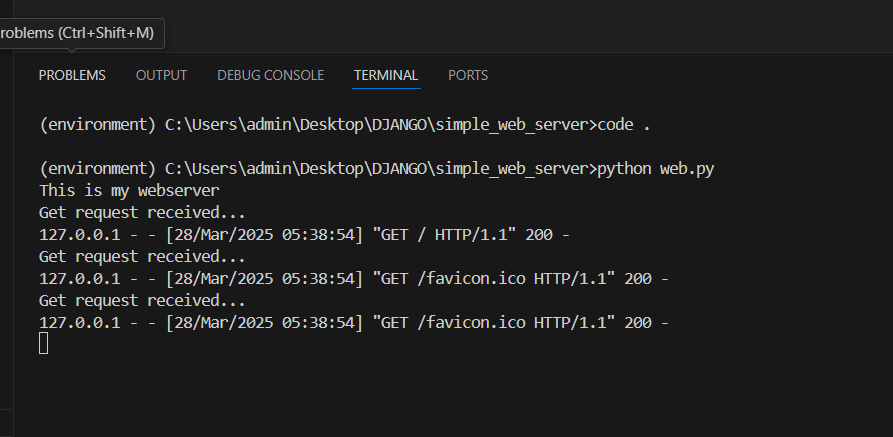 roblems (Ctrl+Shift+M)
PROBLEMS OUTPUT DEBUG CONSOLE TERMINAL PORTS
(environment) C:\Users\admin\Desktop\DJANGO\simple_web_server>code .
(environment) C:\Users\admin\Desktop\DJANGO\simple_web_server>python web.py
This is my webserver
Get request received...
127.0.0.1 - - [28/Mar/2025 05:38:54] "GET / HTTP/1.1" 200 -
Get request received...
127.0.0.1 - - [28/Mar/2025 05:38:54] "GET /favicon.ico HTTP/1.1" 200 -
Get request received...
127.0.0.1 - - [28/Mar/2025 05:38:54] "GET /favicon.ico HTTP/1.1" 200 -